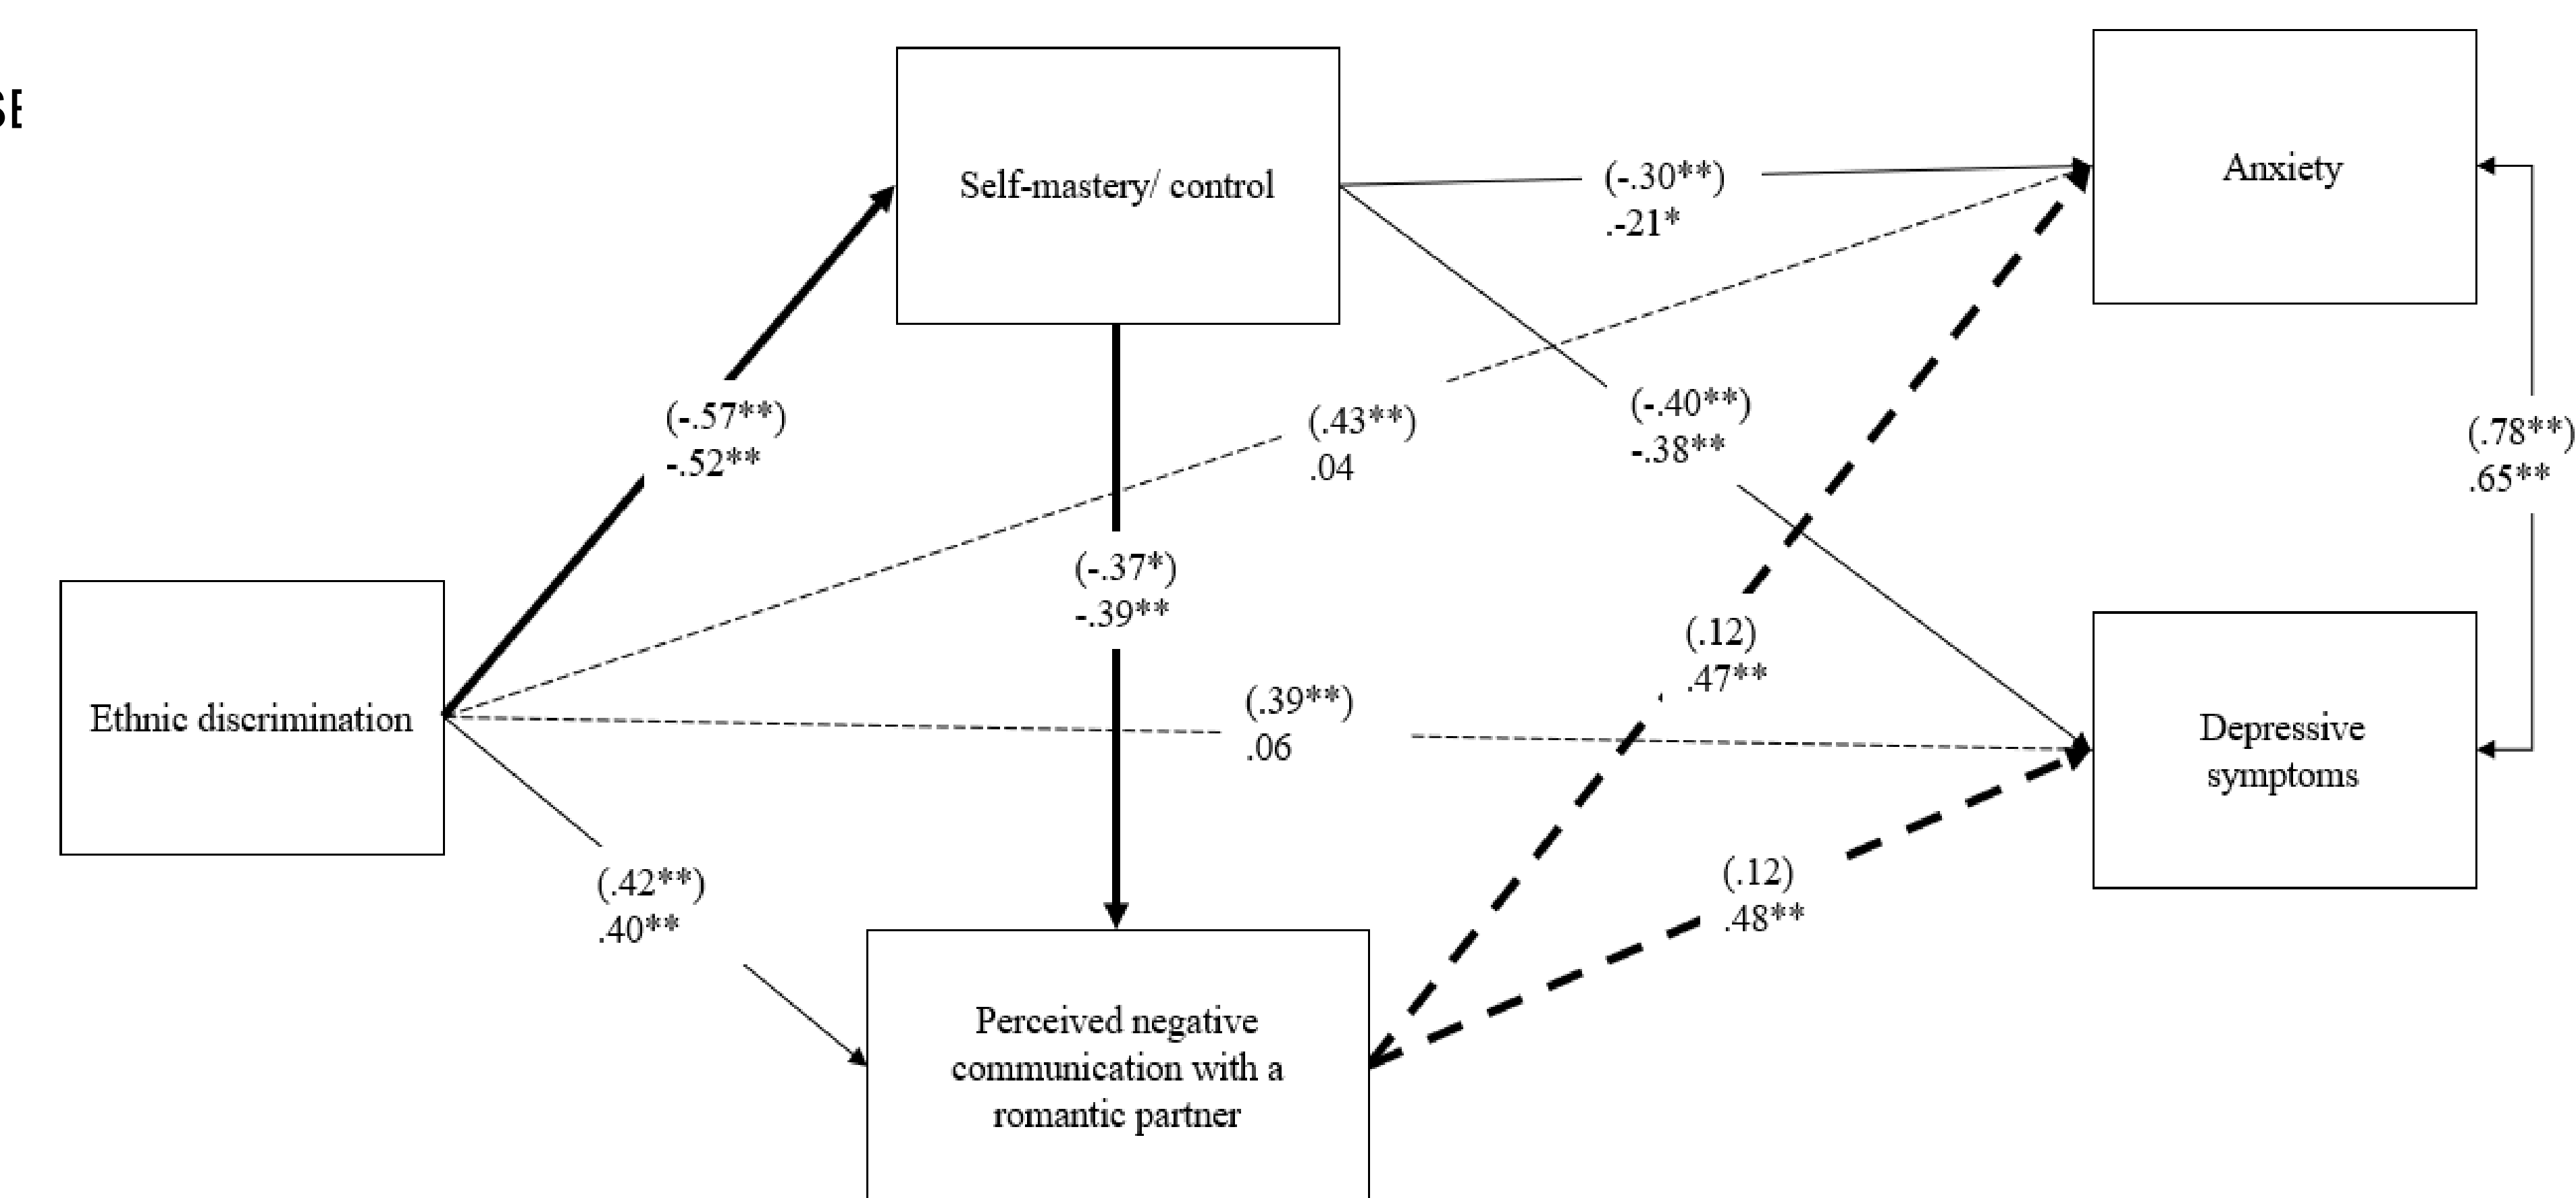 SE
Self-mastery/ control
Anxiety
(-.30**)
.-21*
(-.57**)
-.52**
(.43**)
.04
(-.40**)
-.38**
(.78**)
.65**
(-.37*)
-.39**
Ethnic discrimination
(.12)
.47**
(.39**)
.06
Depressive
symptoms
(.42**)
.40**
(.12)
.48**
Perceived negative
communication with a
romantic partner